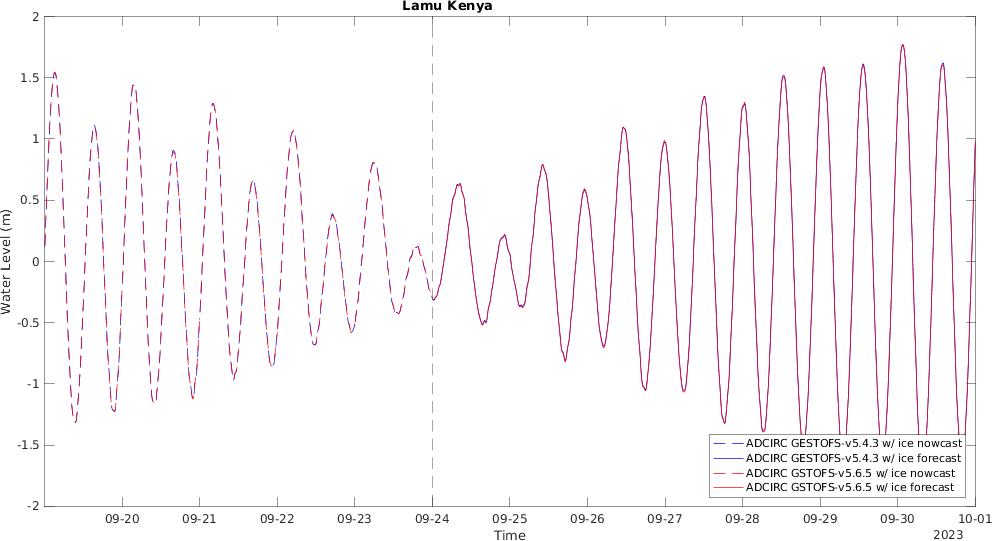 Lamu Kenya
2
1.5
1
0.5
0
-0.5
-1
-1.5
-2
Water Level (m)
ADCIRC GESTOFS-v5.4.3 w/ ice nowcast
ADCIRC GESTOFS-v5.4.3 w/ ice forecast
ADCIRC GSTOFS-v5.6.5 w/ ice nowcast
ADCIRC GSTOFS-v5.6.5 w/ ice forecast
09-20 09-21 09-22 09-23 09-24 09-25 09-26 09-27 09-28 09-29 09-30 10-01
Time
2023